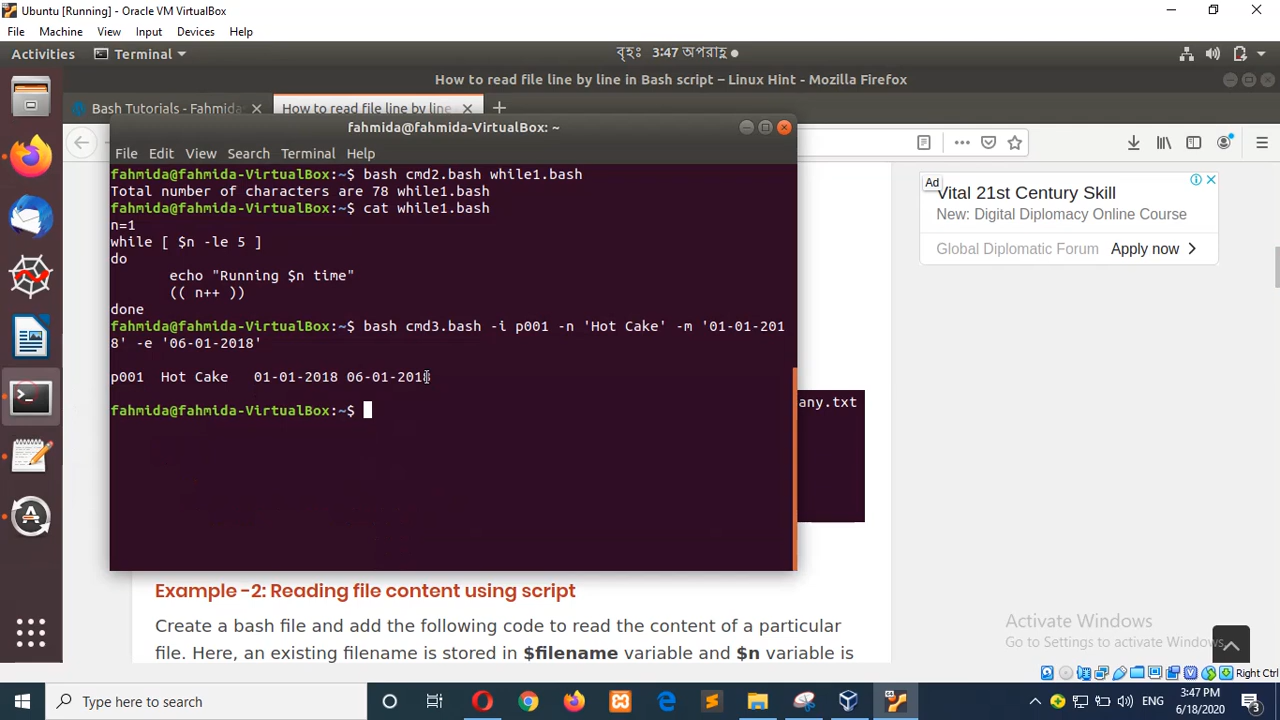 Ubuntu [Running] - Oracle VM VirtualBox
File Machine View Input Devices Help
Activities Terminal বৃহঃ 3:47 অপরাহ্ণ
How to read file line by line in Bash script – Linux Hint - Mozilla Firefox
Bash Tutorials - Fahmida
How to read file line by line
fahmida@fahmida-VirtualBox: ~
File Edit View Search Terminal Help
fahmida@fahmida-VirtualBox:~$ bash cmd2.bash while1.bash
Total number of characters are 78 while1.bash
fahmida@fahmida-VirtualBox:~$ cat while1.bash
n=1
while [ $n -le 5 ]
do
echo "Running $n time"
(( n++ ))
done
fahmida@fahmida-VirtualBox:~$ bash cmd3.bash -i p001 -n 'Hot Cake' -m '01-01-201
8' -e '06-01-2018'
p001 Hot Cake 01-01-2018 06-01-2018
fahmida@fahmida-VirtualBox:~$
any.txt
Ad
Vital 21st Century Skill
New: Digital Diplomacy Online Course
Global Diplomatic Forum Apply now
Example -2: Reading file content using script
Create a bash file and add the following code to read the content of a particular
file. Here, an existing filename is stored in $filename variable and $n variable is
Activate Windows
Go to Settings to activate Windows.
Right Ctrl
Type here to search
ENG
3:47 PM
6/18/2020
3